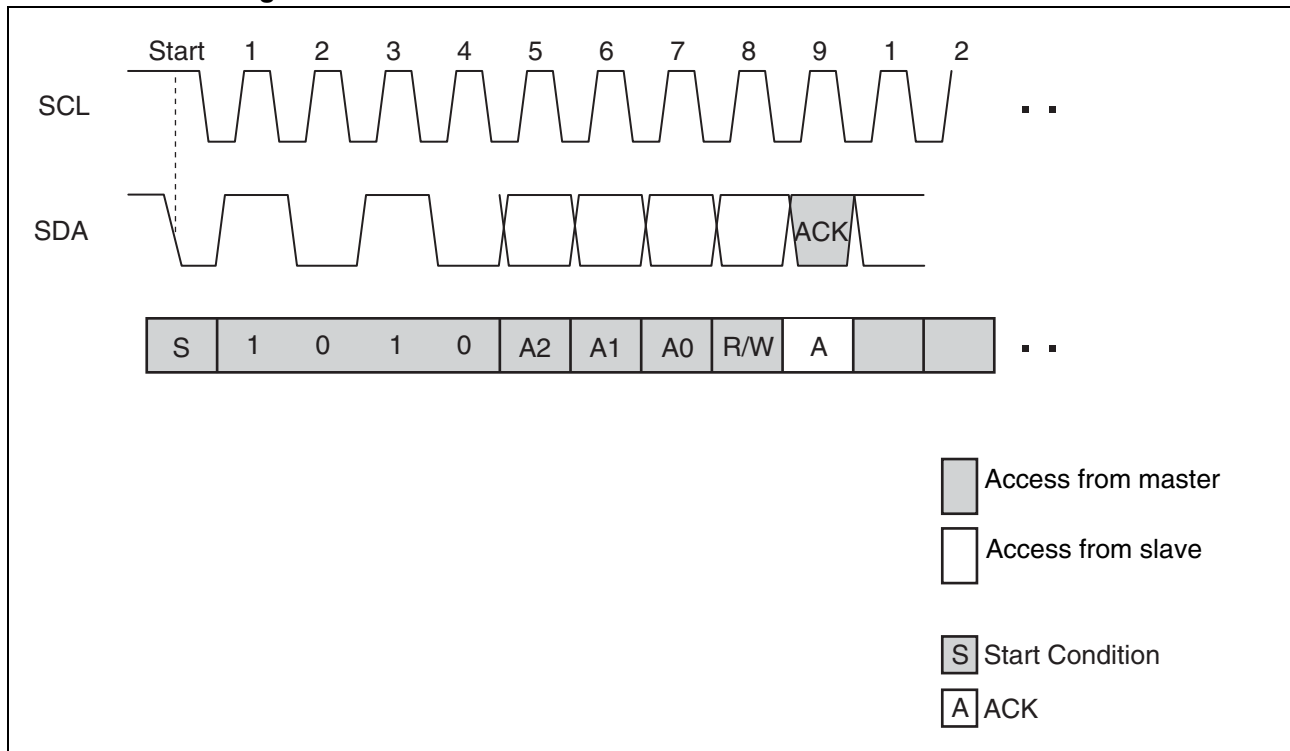 Start 1 2 3 4 5 6 7 8 9 1 2
SCL
SDA
ACK
S 1 0 1 0 A2 A1 A0 R/W A
Access from master
Access from slave
S Start Condition
A ACK